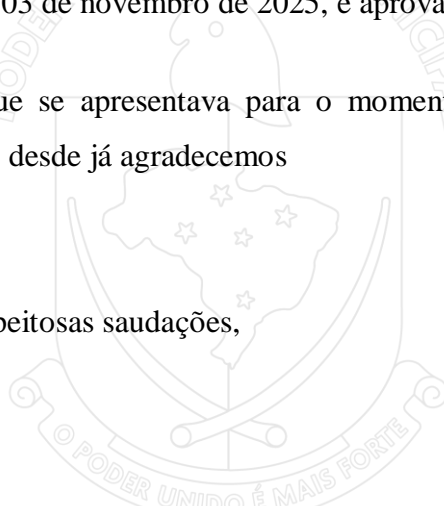 03 de novembro de 2025, e aprova
ue se apresentava para o momen
desde já agradecemos
peitosas saudações,
O PODER UNIDO É MAIS FORTE